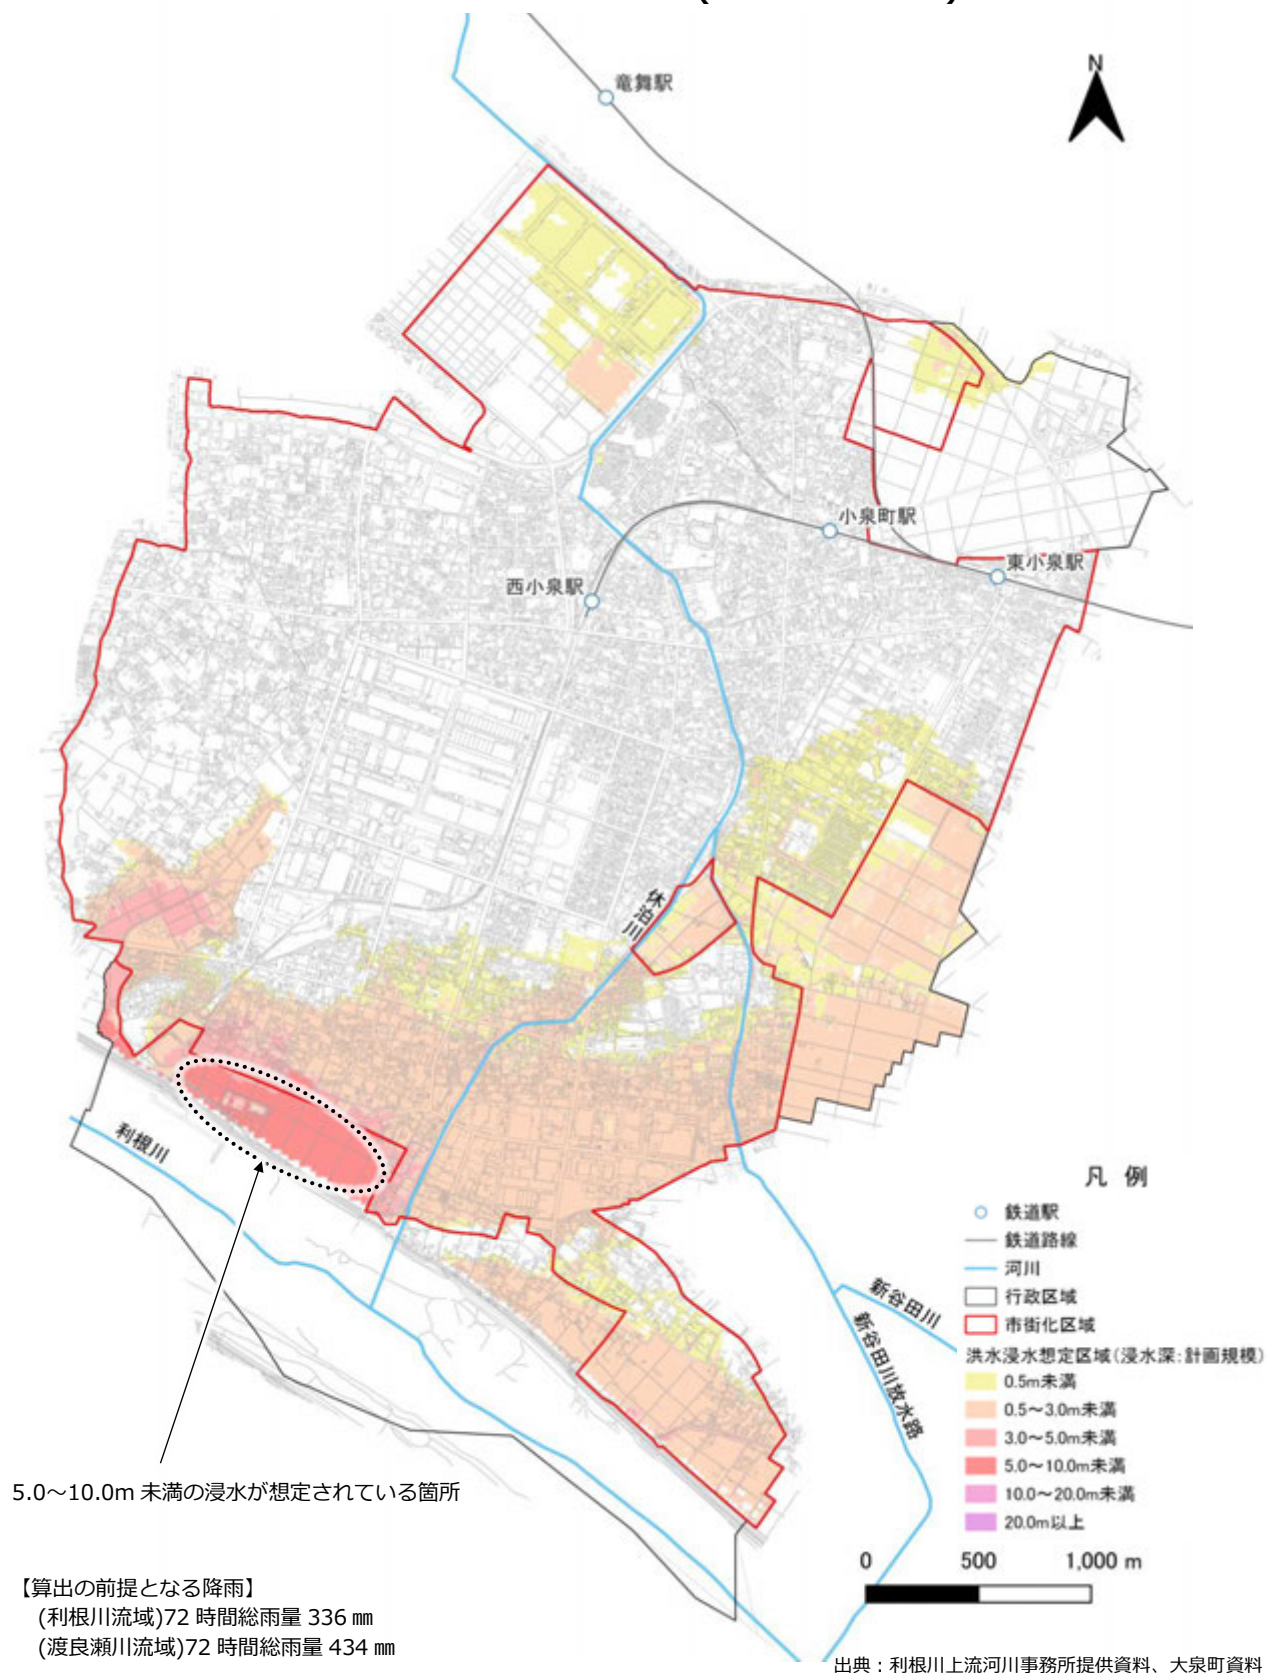 N
竜舞駅
小泉町駅
東小泉駅
西小泉駅
休泊川
利根川
新谷田川
新谷田川放水路
凡 例
鉄道駅
鉄道路線
河川
行政区域
市街化区域
洪水浸水想定区域(浸水深:計画規模)
0.5m未満
0.5~3.0m未満
3.0~5.0m未満
5.0~10.0m未満
10.0~20.0m未満
20.0m以上
0 500 1,000 m
5.0~10.0m 未満の浸水が想定されている箇所
【算出の前提となる降雨】
(利根川流域)72 時間総雨量 336 ㎜
(渡良瀬川流域)72 時間総雨量 434 ㎜
出典:利根川上流河川事務所提供資料、大泉町資料